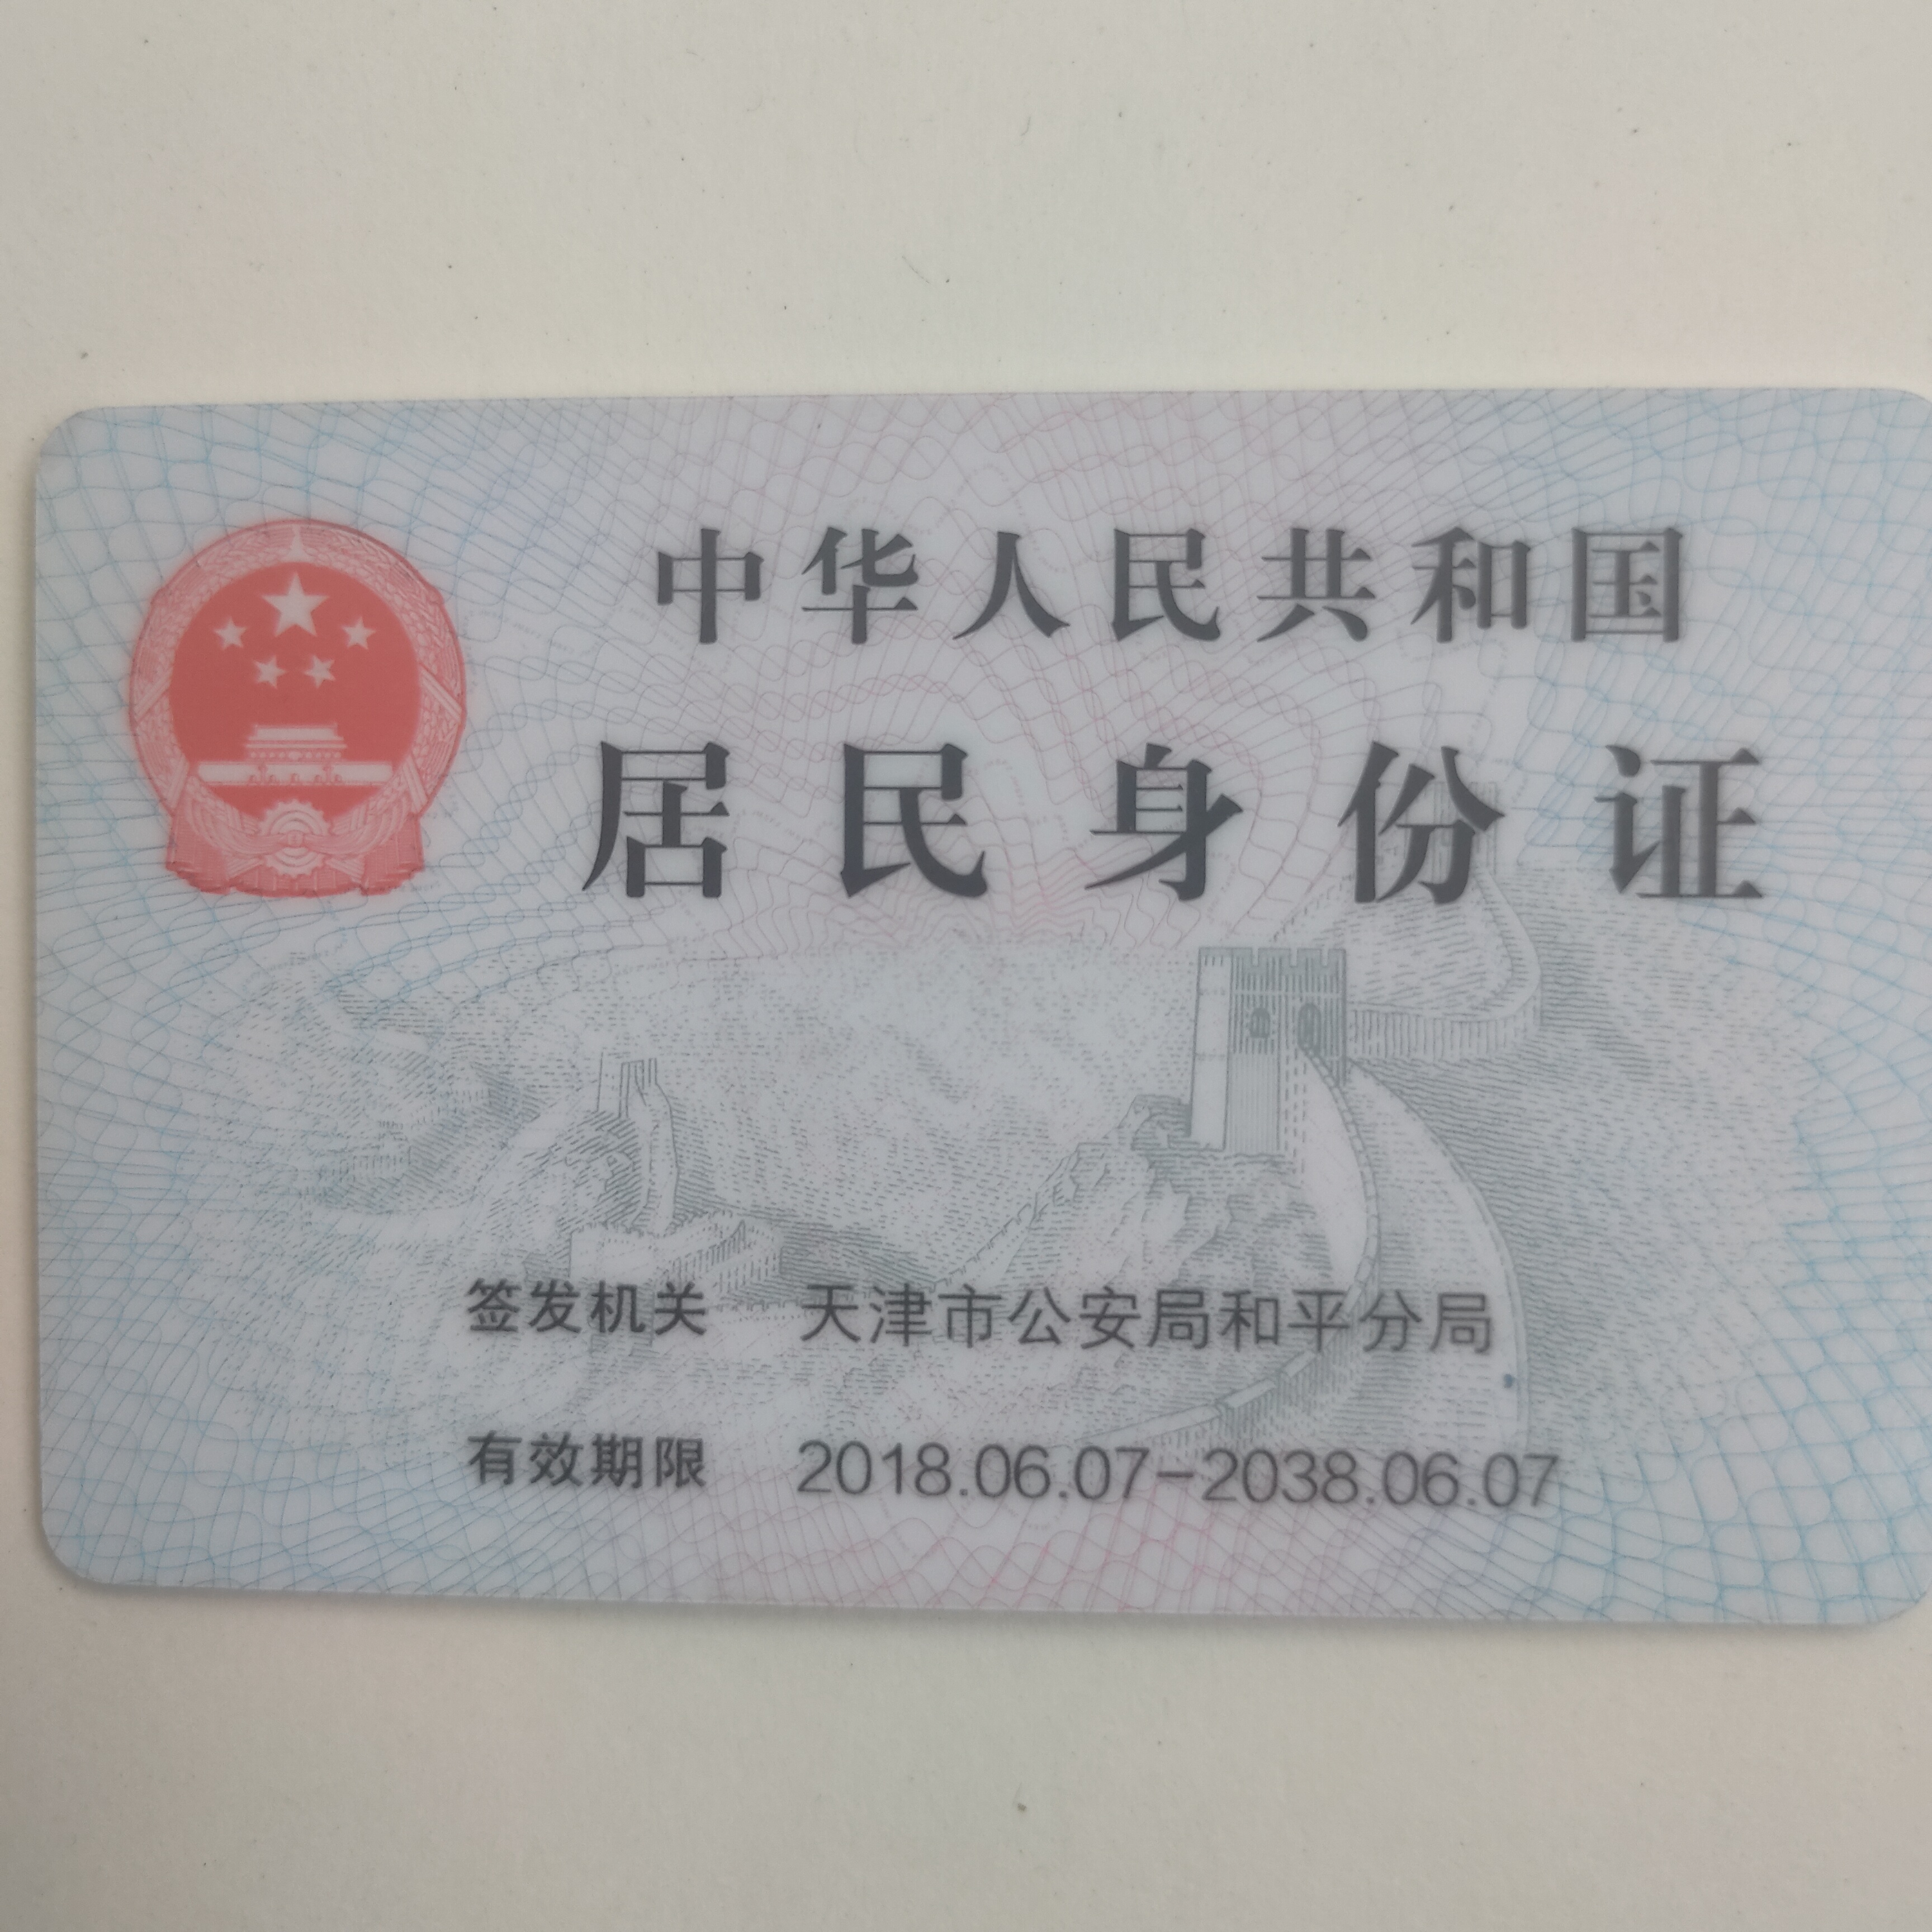 中华人民共和国
居民身份证
签发机关 天津市公安局和平分局
有效期限 2018.06.07-2038.06.07